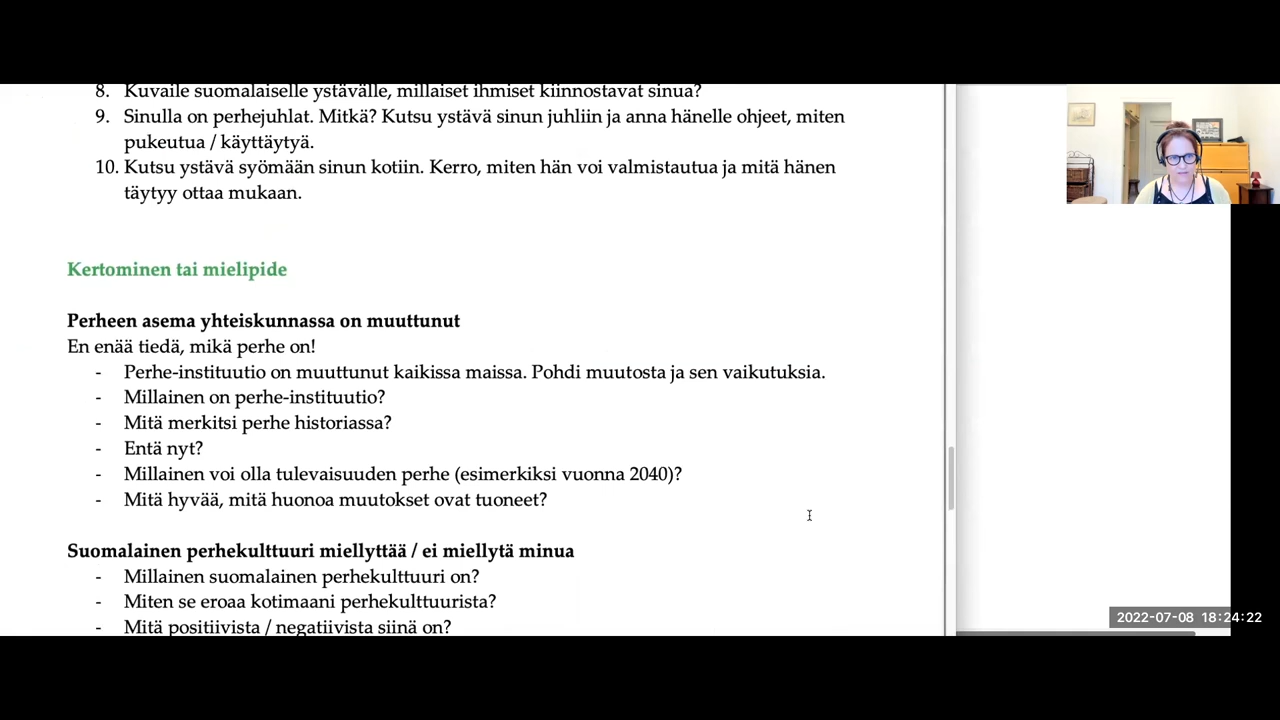 8. Kuvaile suomalaiselle ystävälle, millaiset ihmiset kiinnostavat sinua?
9. Sinulla on perhejuhlat. Mitkä? Kutsu ystävä sinun juhliin ja anna hänelle ohjeet, miten
pukeutua / käyttäytyä.
10. Kutsu ystävä syömään sinun kotiin. Kerro, miten hän voi valmistautua ja mitä hänen
täytyy ottaa mukaan.
Kertominen tai mielipide
Perheen asema yhteiskunnassa on muuttunut
En enää tiedä, mikä perhe on!
- Perhe-instituutio on muuttunut kaikissa maissa. Pohdi muutosta ja sen vaikutuksia.
- Millainen on perhe-instituutio?
- Mitä merkitsi perhe historiassa?
- Entä nyt?
- Millainen voi olla tulevaisuuden perhe (esimerkiksi vuonna 2040)?
- Mitä hyvää, mitä huonoa muutokset ovat tuoneet?
Suomalainen perhekulttuuri miellyttää / ei miellytä minua
- Millainen suomalainen perhekulttuuri on?
- Miten se eroaa kotimaani perhekulttuurista?
- Mitä positiivista / negatiivista siinä on?
2022-07-08 18:24:22